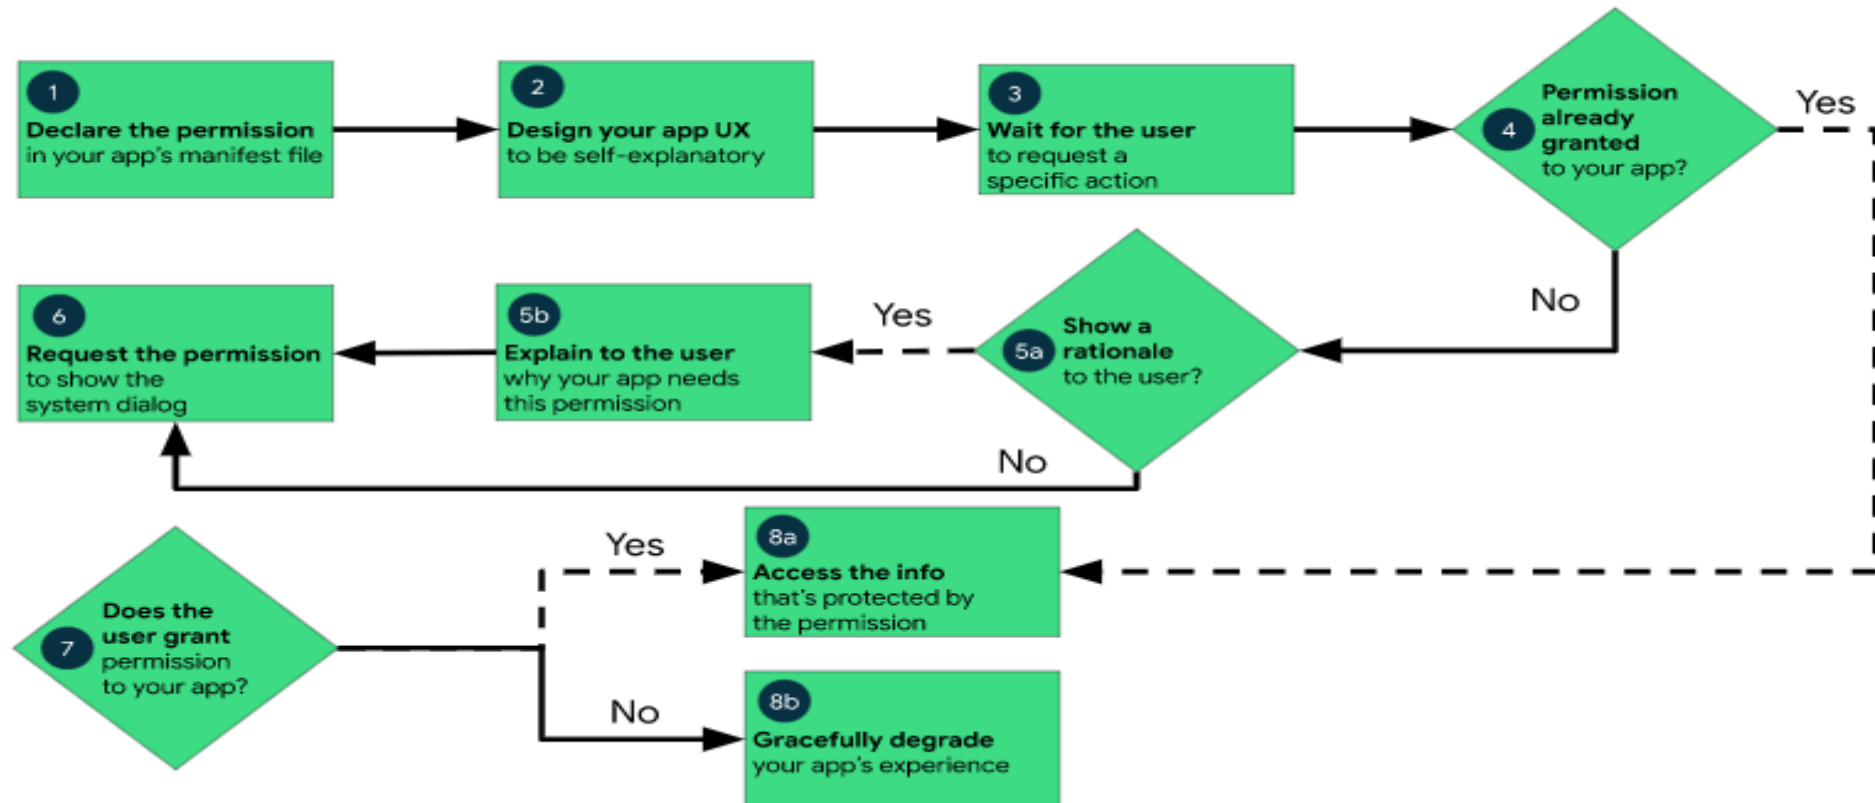 1
Declare the permission
in your app's manifest file
2
Design your app UX
to be self-explanatory
3
Wait for the user
to request a
specific action
4
Permission
already
granted
to your app?
Yes
No
5a
Show a
rationale
to the user?
Yes
No
5b
Explain to the user
why your app needs
this permission
6
Request the permission
to show the
system dialog
7
Does the
user grant
permission
to your app?
Yes
No
8a
Access the info
that's protected by
the permission
8b
Gracefully degrade
your app's experience